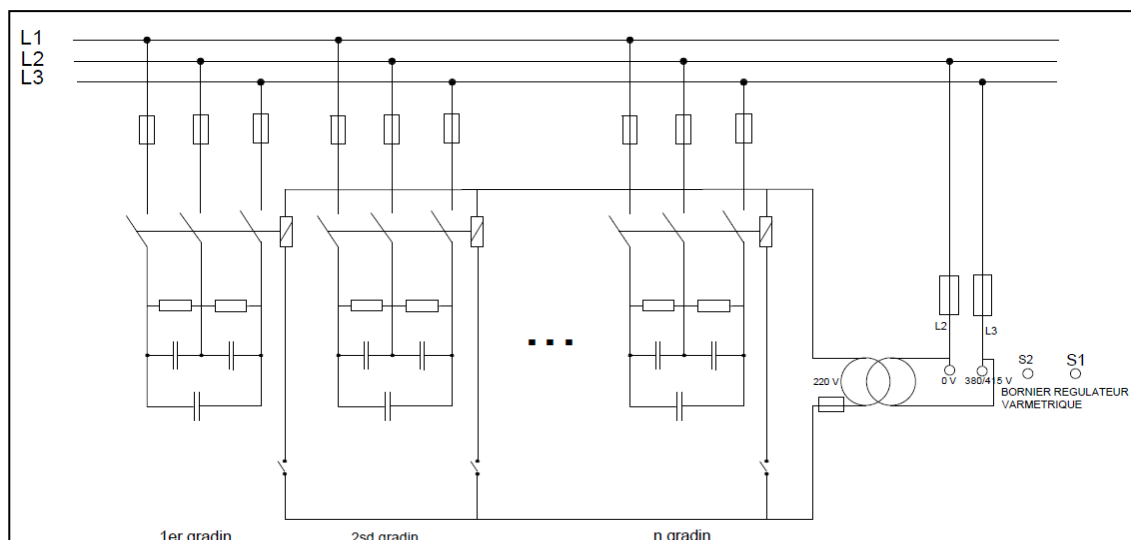 L1
L2
L3
L2
L3
220 V
0 V
380/415 V
S2
S1
BORNIER REGULATEUR
VARMETRIQUE
1er gradin
2sd gradin
n gradin